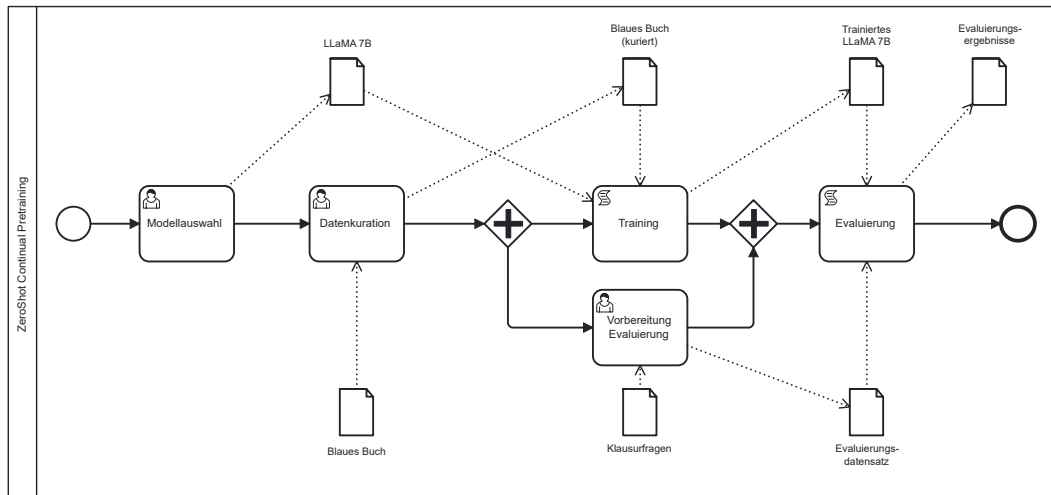 ZeroShot Continual Pretraining
LLaMA 7B
Blaues Buch
(kuriert)
Trainiertes
LLaMA 7B
Evaluierungs-
ergebnisse
Modellauswahl
Datenkuration
Training
Evaluierung
Vorbereitung
Evaluierung
Blaues Buch
Klausurfragen
Evaluierungs-
datensatz